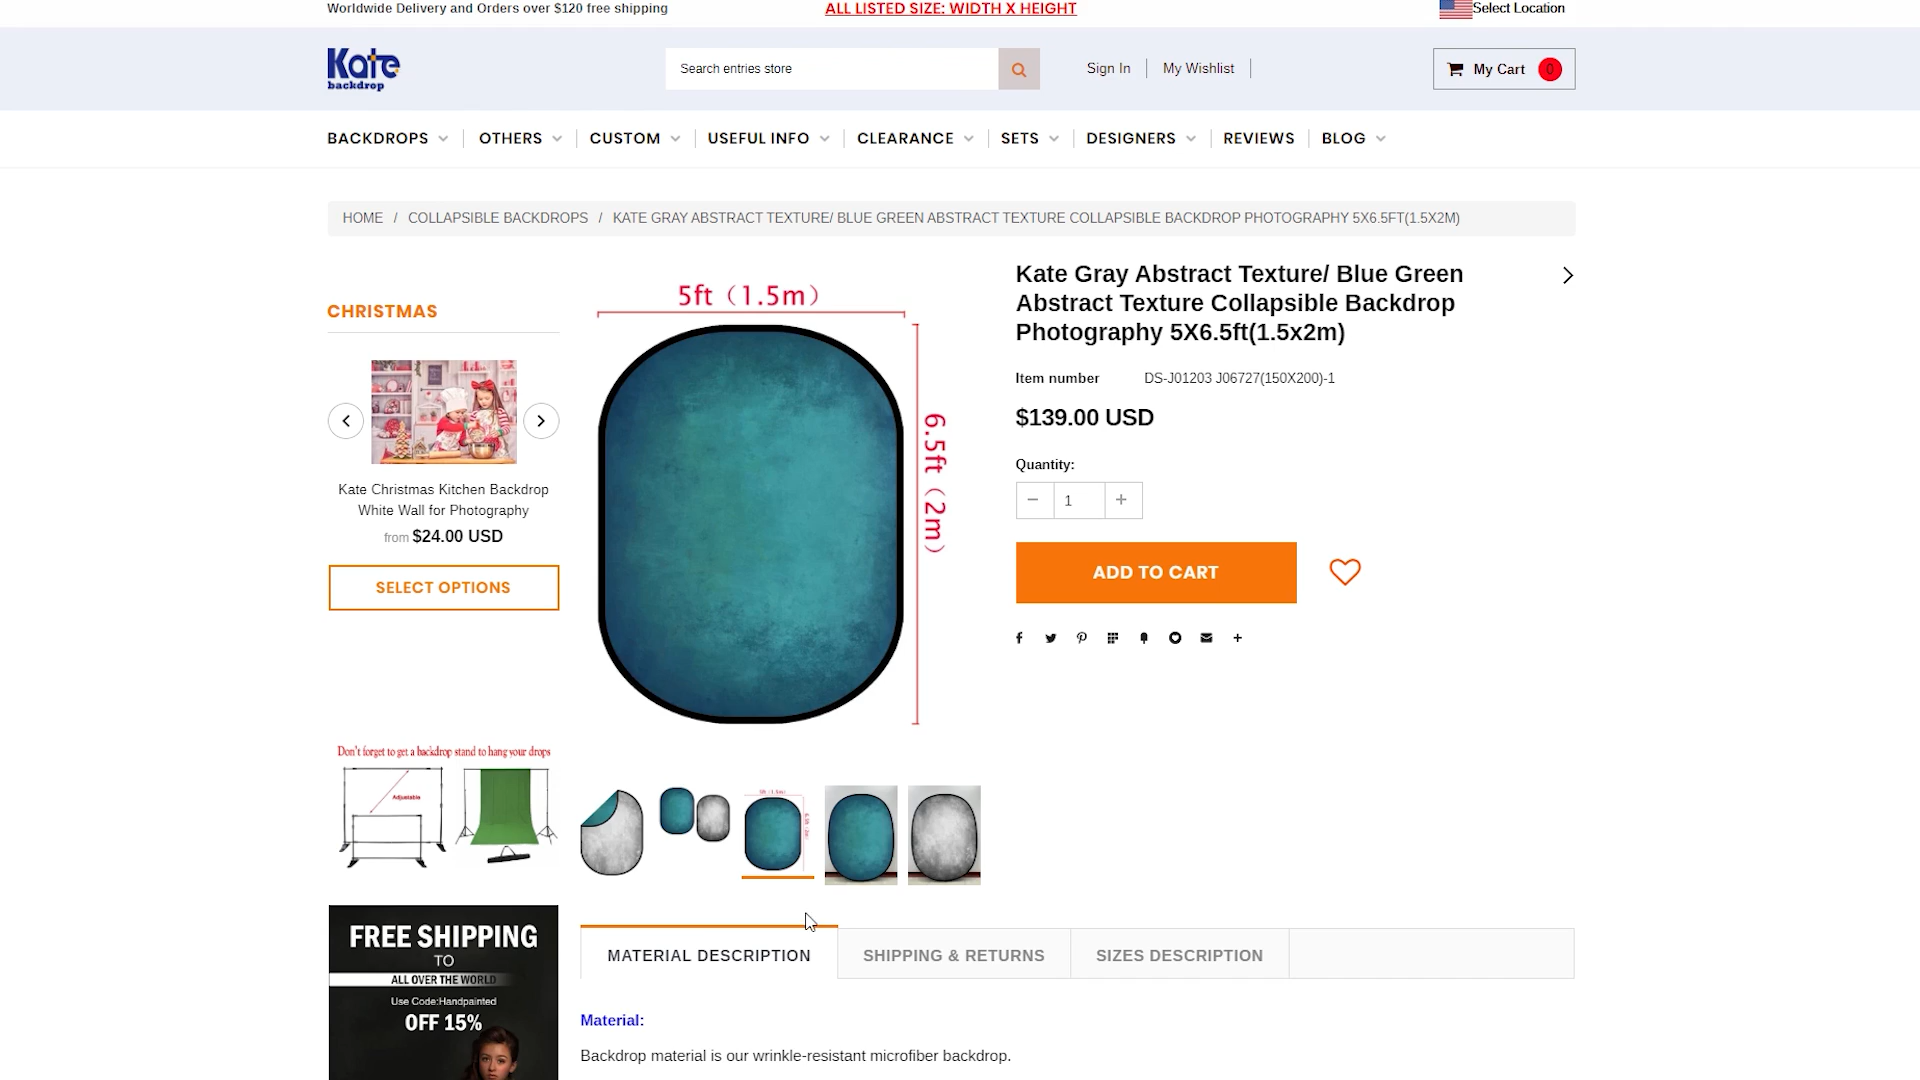 Worldwide Delivery and Orders over $120 free shipping
ALL LISTED SIZE: WIDTH X HEIGHT
Select Location
Kate
backdrop
Search entries store
Sign In
My Wishlist
My Cart 0
BACKDROPS
OTHERS
CUSTOM
USEFUL INFO
CLEARANCE
SETS
DESIGNERS
REVIEWS
BLOG
HOME / COLLAPSIBLE BACKDROPS / KATE GRAY ABSTRACT TEXTURE/ BLUE GREEN ABSTRACT TEXTURE COLLAPSIBLE BACKDROP PHOTOGRAPHY 5X6.5FT(1.5X2M)
CHRISTMAS
Kate Christmas Kitchen Backdrop
White Wall for Photography
from $24.00 USD
SELECT OPTIONS
5ft（1.5m）
6.5ft（2m）
Kate Gray Abstract Texture/ Blue Green
Abstract Texture Collapsible Backdrop
Photography 5X6.5ft(1.5x2m)
Item number DS-J01203 J06727(150X200)-1
$139.00 USD
Quantity:
− 1 +
ADD TO CART
Don't forget to get a backdrop stand to hang your drops
Adjustable
FREE SHIPPING
TO
ALL OVER THE WORLD
Use Code:Handpainted
OFF 15%
MATERIAL DESCRIPTION
SHIPPING & RETURNS
SIZES DESCRIPTION
Material:
Backdrop material is our wrinkle-resistant microfiber backdrop.